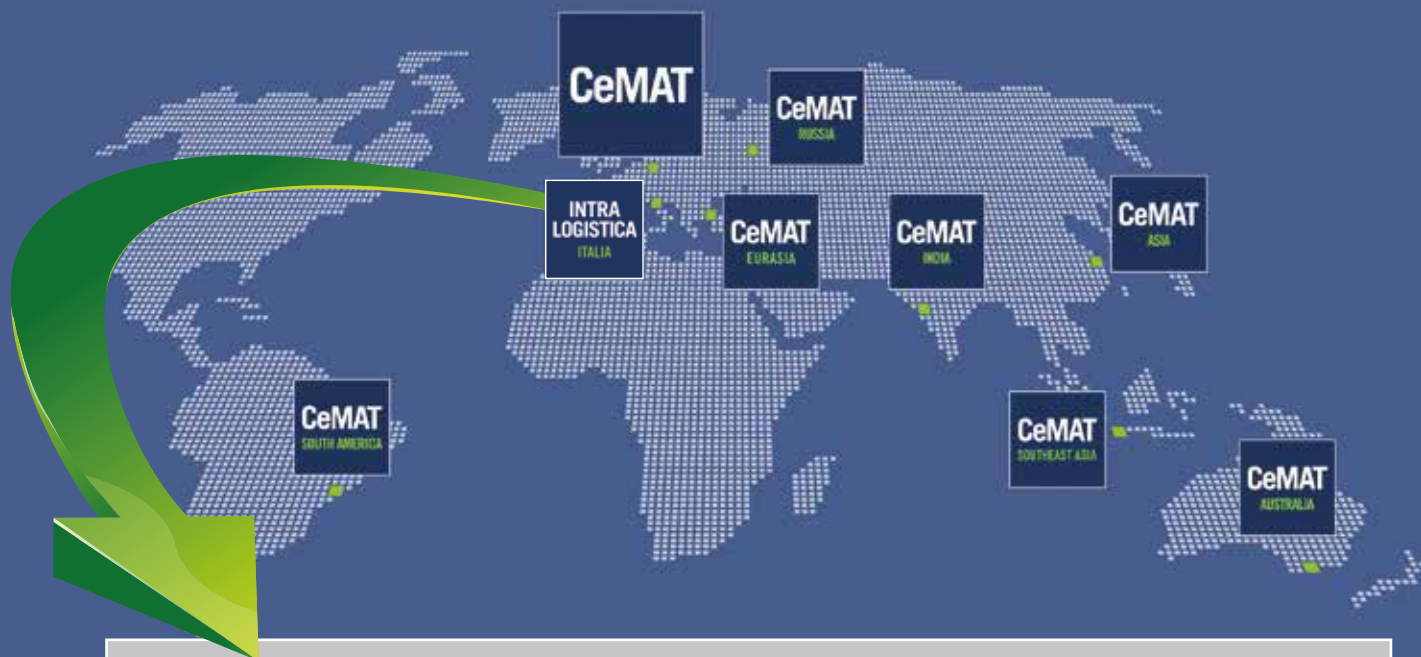 CeMAT
CeMAT
RUSSIA
INTRA
LOGISTICA
ITALIA
CeMAT
EURASIA
CeMAT
INDIA
CeMAT
ASIA
CeMAT
SOUTH AMERICA
CeMAT
SOUTHEAST ASIA
CeMAT
AUSTRALIA